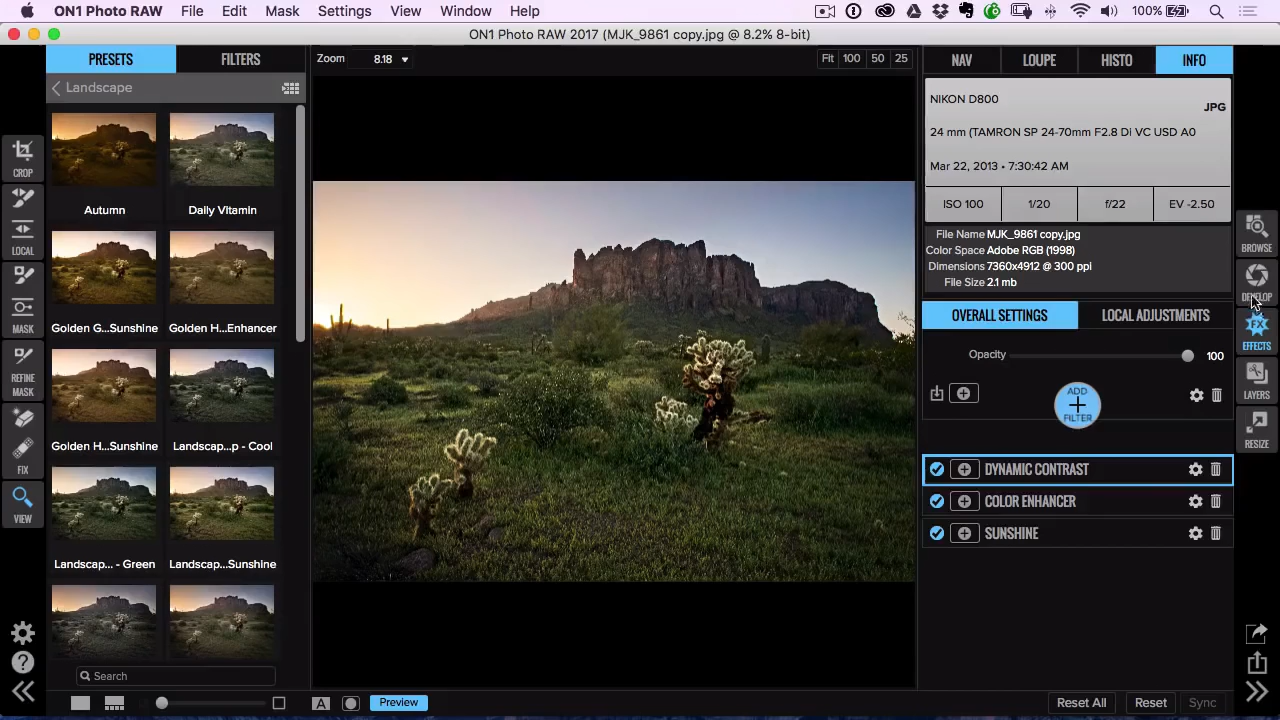 ON1 Photo RAW File Edit Mask Settings View Window Help 100%
ON1 Photo RAW 2017 (MJK_9861 copy.jpg @ 8.2% 8-bit)
PRESETS FILTERS
Landscape
Autumn Daily Vitamin
Golden G...Sunshine Golden H...Enhancer
Golden H...Sunshine Landscap...p - Cool
Landscap... - Green Landscap...Sunshine
Search
CROP
LOCAL
MASK
REFINE
MASK
FIX
VIEW
Zoom 8.18 Fit 100 50 25
A Preview
NAV LOUPE HISTO INFO
NIKON D800
JPG
24 mm (TAMRON SP 24-70mm F2.8 Di VC USD A0
Mar 22, 2013 • 7:30:42 AM
ISO 100 1/20 f/22 EV -2.50
File Name MJK_9861 copy.jpg
Color Space Adobe RGB (1998)
Dimensions 7360x4912 @ 300 ppi
File Size 2.1 mb
OVERALL SETTINGS LOCAL ADJUSTMENTS
Opacity 100
ADD
FILTER
DYNAMIC CONTRAST
COLOR ENHANCER
SUNSHINE
Reset All Reset Sync
BROWSE
DEVELOP
FX
EFFECTS
LAYERS
RESIZE